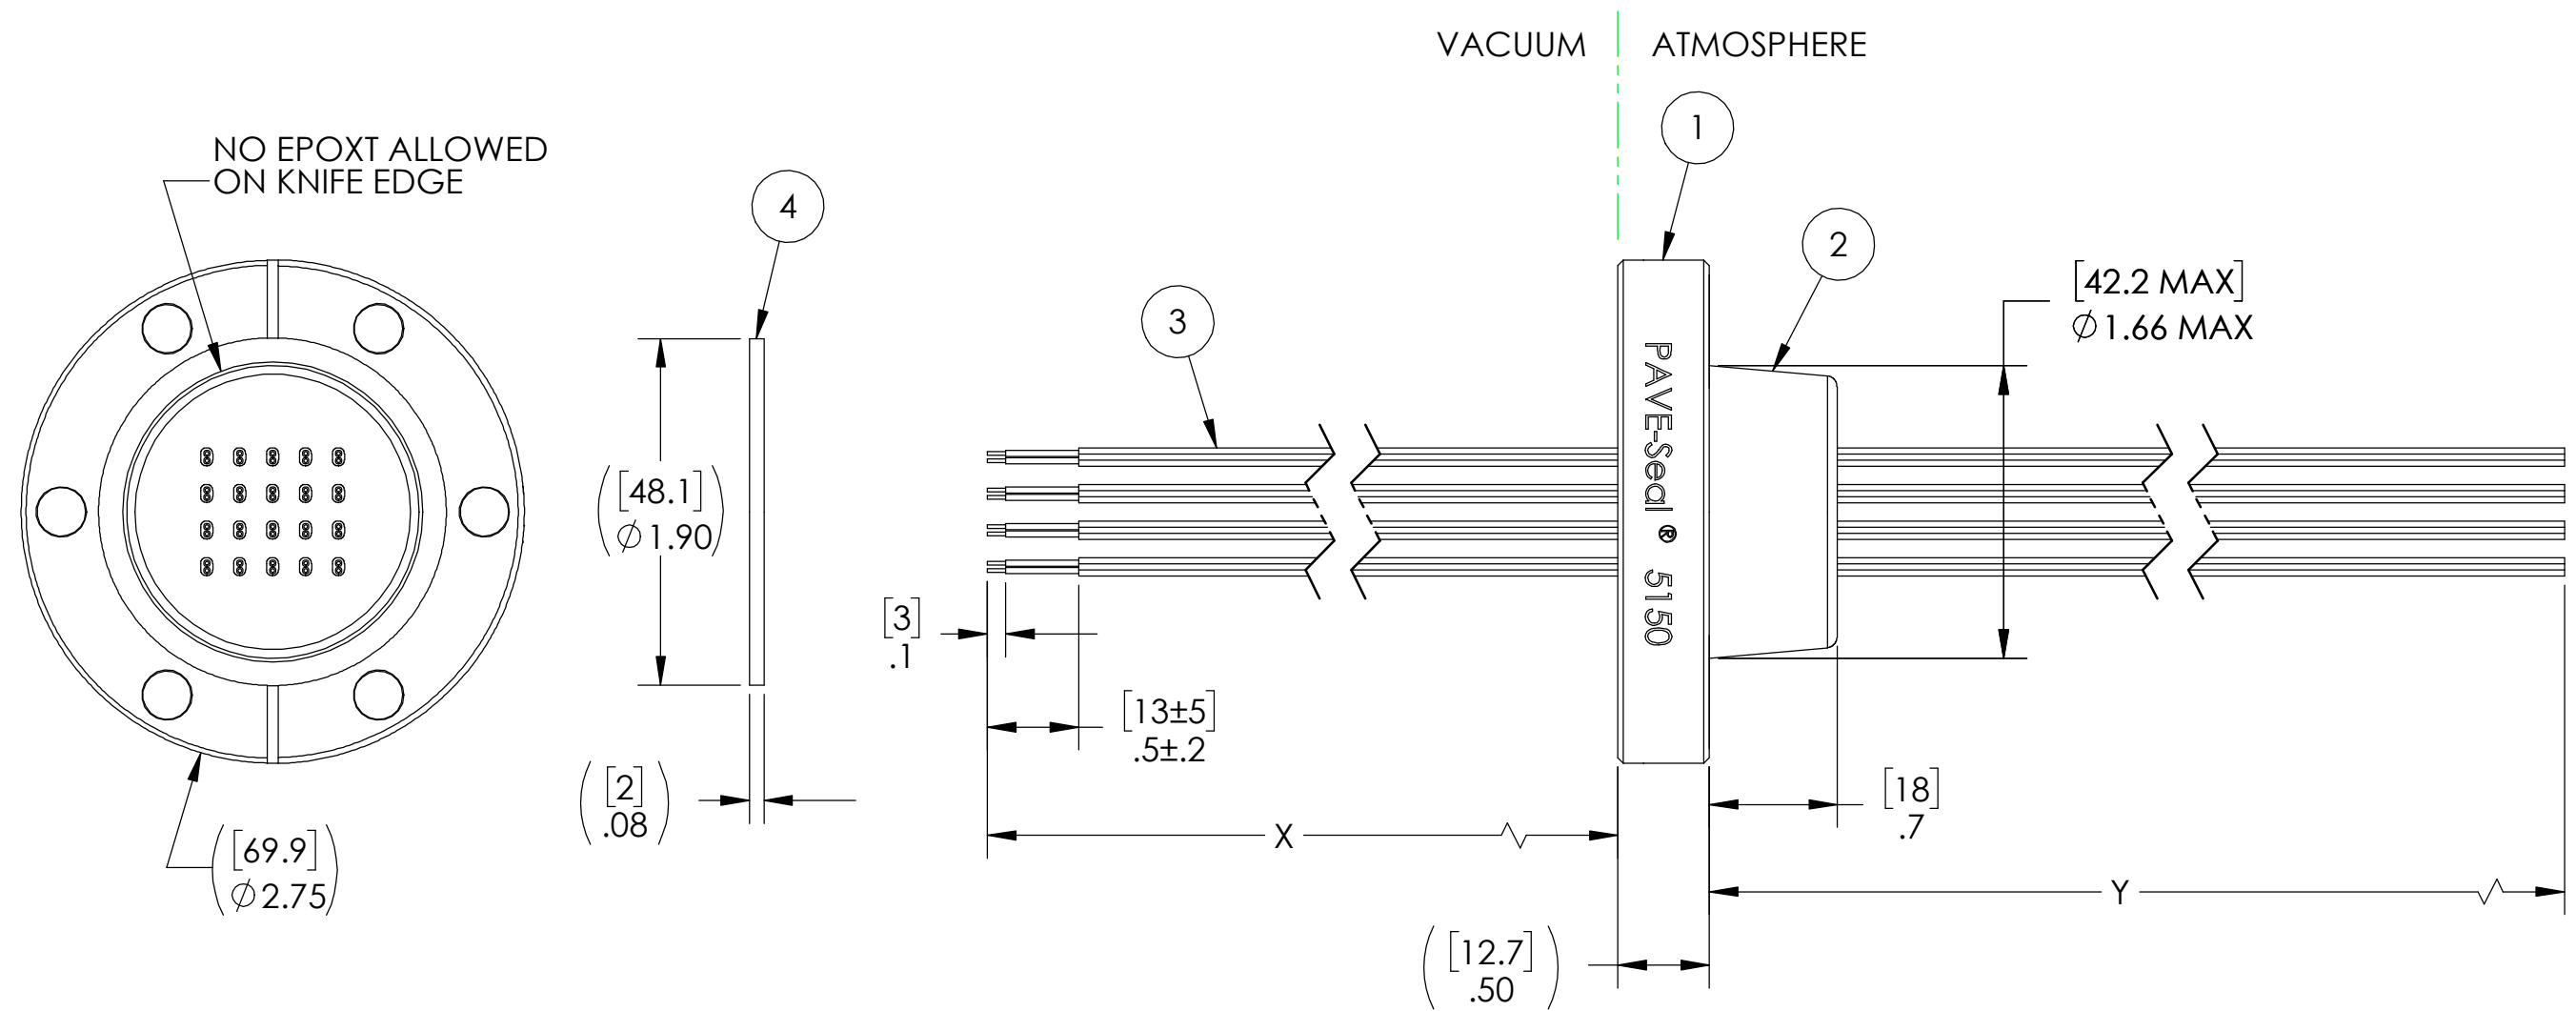 VACUUM
ATMOSPHERE
1
NO EPOXT ALLOWED
ON KNIFE EDGE
4
2
3
[42.2 MAX]
∅1.66 MAX
PAVE-Seal ® 5150
([48.1]
∅1.90)
[3]
.1
[13±5]
.5±.2
([2]
.08)
[18]
.7
X
([69.9]
∅2.75)
Y
([12.7]
.50)